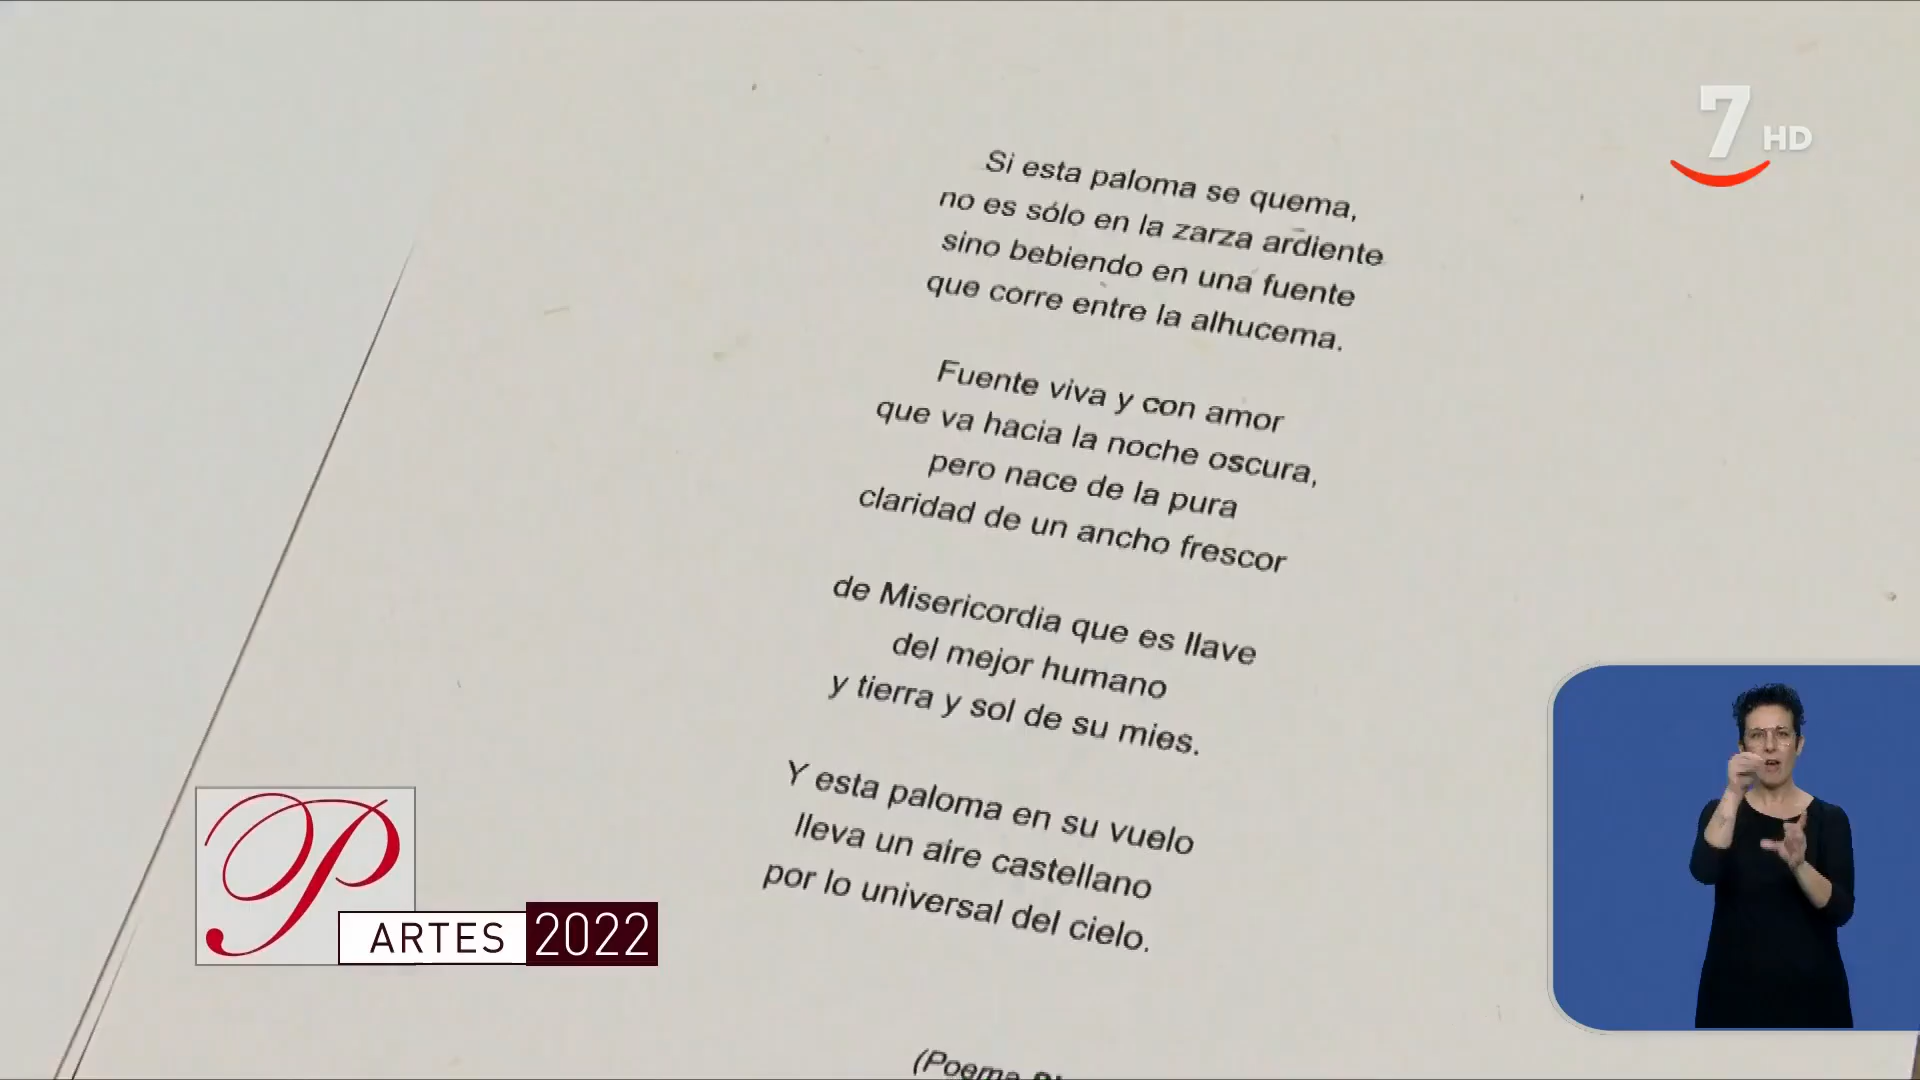 7 HD
Si esta paloma se quema,
no es sólo en la zarza ardiente
sino bebiendo en una fuente
que corre entre la alhucema.
Fuente viva y con amor
que va hacia la noche oscura,
pero nace de la pura
claridad de un ancho frescor
de Misericordia que es llave
del mejor humano
y tierra y sol de su mies.
Y esta paloma en su vuelo
lleva un aire castellano
por lo universal del cielo.
(Poema
P
ARTES 2022